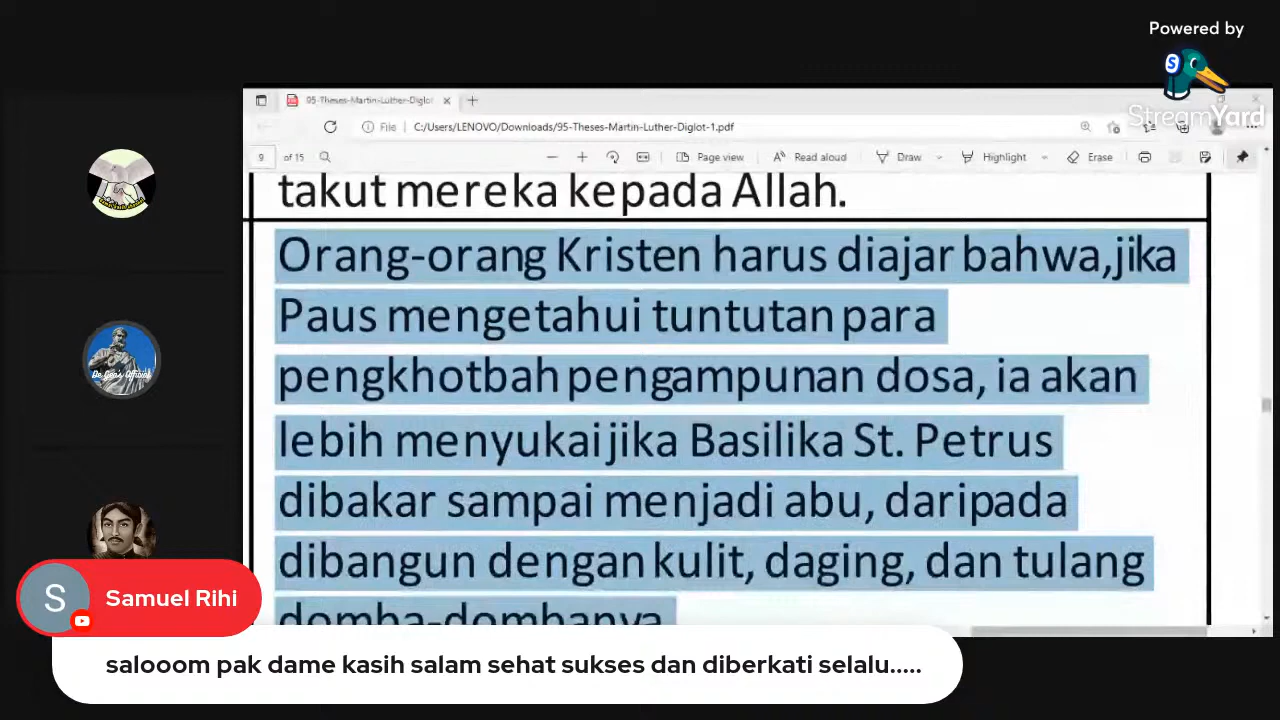 Powered by
StreamYard
95-Theses-Martin-Luther-Diglot
File
C:/Users/LENOVO/Downloads/95-Theses-Martin-Luther-Diglot-1.pdf
9 of 15
Page view
Read aloud
Draw
Highlight
Erase
takut mereka kepada Allah.
Orang-orang Kristen harus diajar bahwa,jika
Paus mengetahui tuntutan para
pengkhotbah pengampunan dosa, ia akan
lebih menyukai jika Basilika St. Petrus
dibakar sampai menjadi abu, daripada
dibangun dengan kulit, daging, dan tulang
domba-dombanya
S
Samuel Rihi
salooom pak dame kasih salam sehat sukses dan diberkati selalu.....